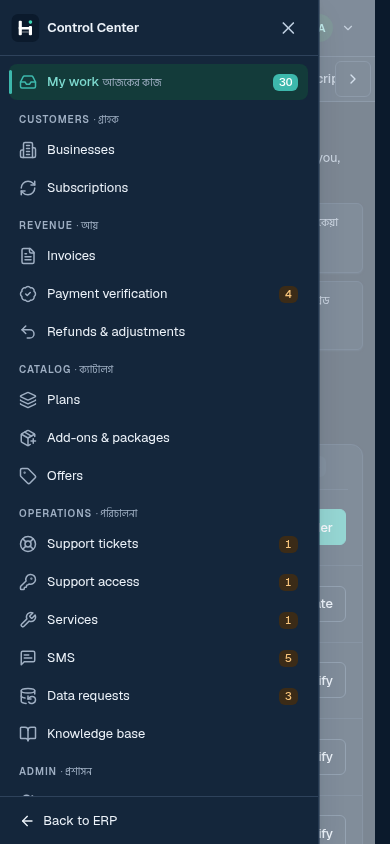 Control Center
A
My work আজকের কাজ 30
CUSTOMERS · গ্রাহক
Businesses
you,
Subscriptions
REVENUE · আয়
Invoices
Payment verification 4
Refunds & adjustments
CATALOG · ক্যাটালগ
Plans
Add-ons & packages
Offers
OPERATIONS · পরিচালনা
Support tickets 1
Support access 1
Services 1
SMS 5
Data requests 3
Knowledge base
ADMIN · প্রশাসন
Back to ERP